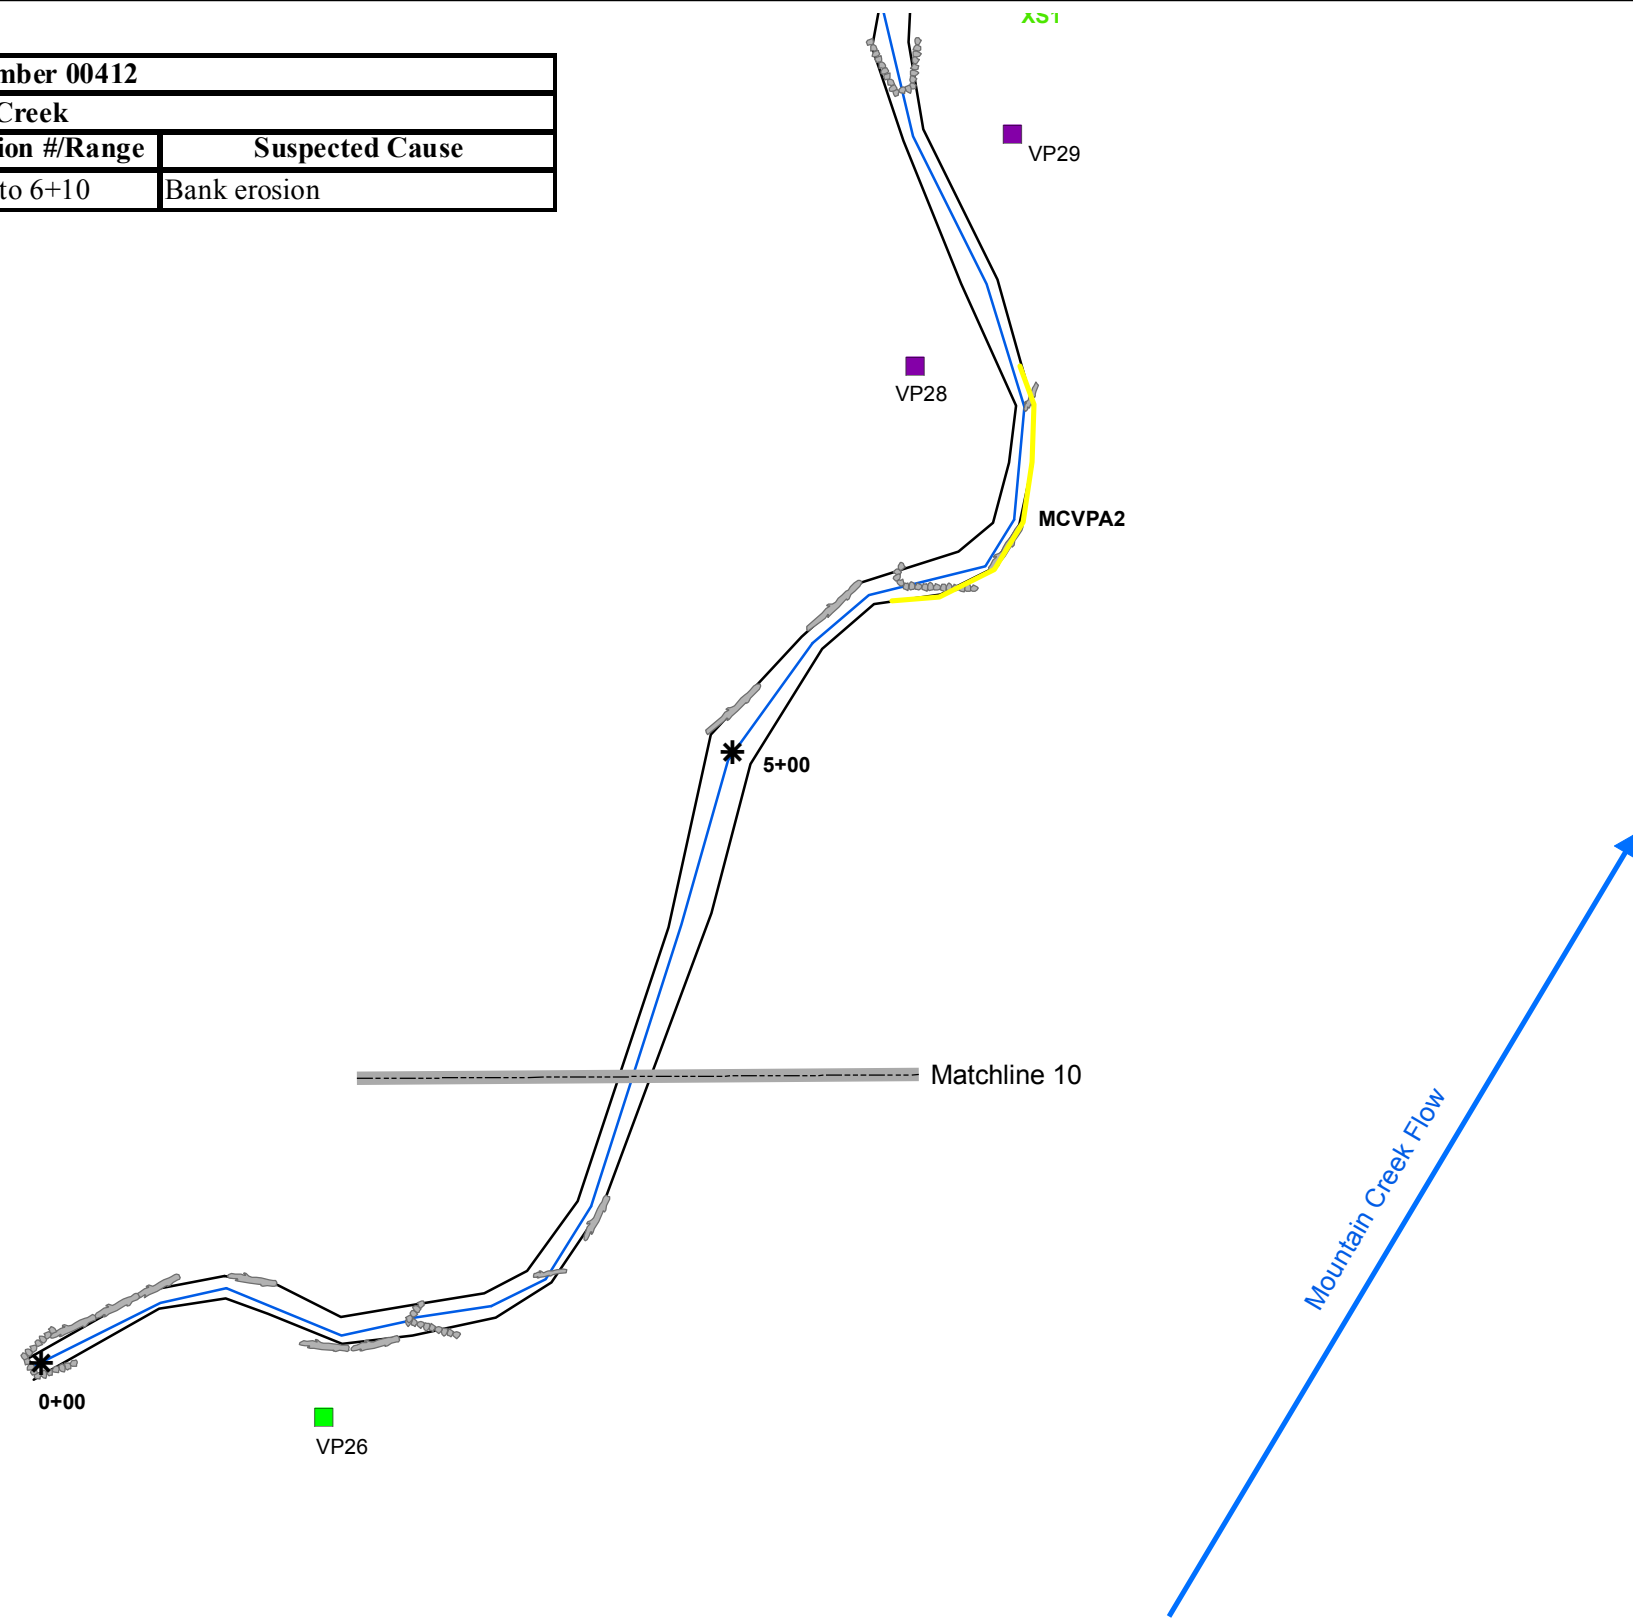 XS1
mber 00412
Creek
ion #/Range Suspected Cause
to 6+10 Bank erosion
VP29
VP28
MCVPA2
5+00
Matchline 10
Mountain Creek Flow
0+00
VP26